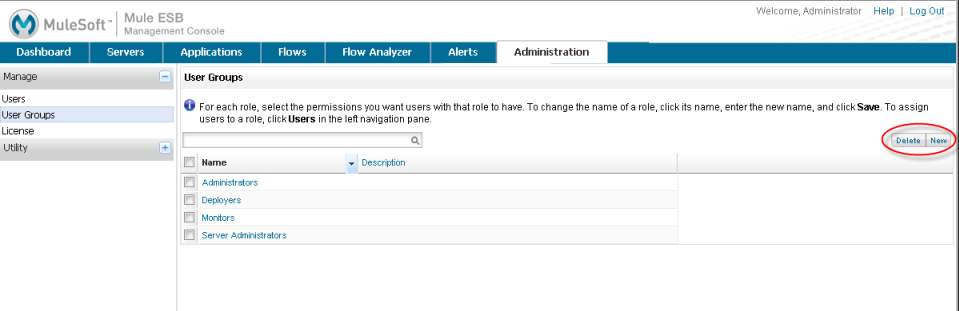 MuleSoft™ Mule ESB
Management Console
Welcome, Administrator Help | Log Out
Dashboard Servers Applications Flows Flow Analyzer Alerts Administration
Manage
Users
User Groups
License
Utility
User Groups
For each role, select the permissions you want users with that role to have. To change the name of a role, click its name, enter the new name, and click Save. To assign
users to a role, click Users in the left navigation pane.
Delete New
Name Description
Administrators
Deployers
Monitors
Server Administrators